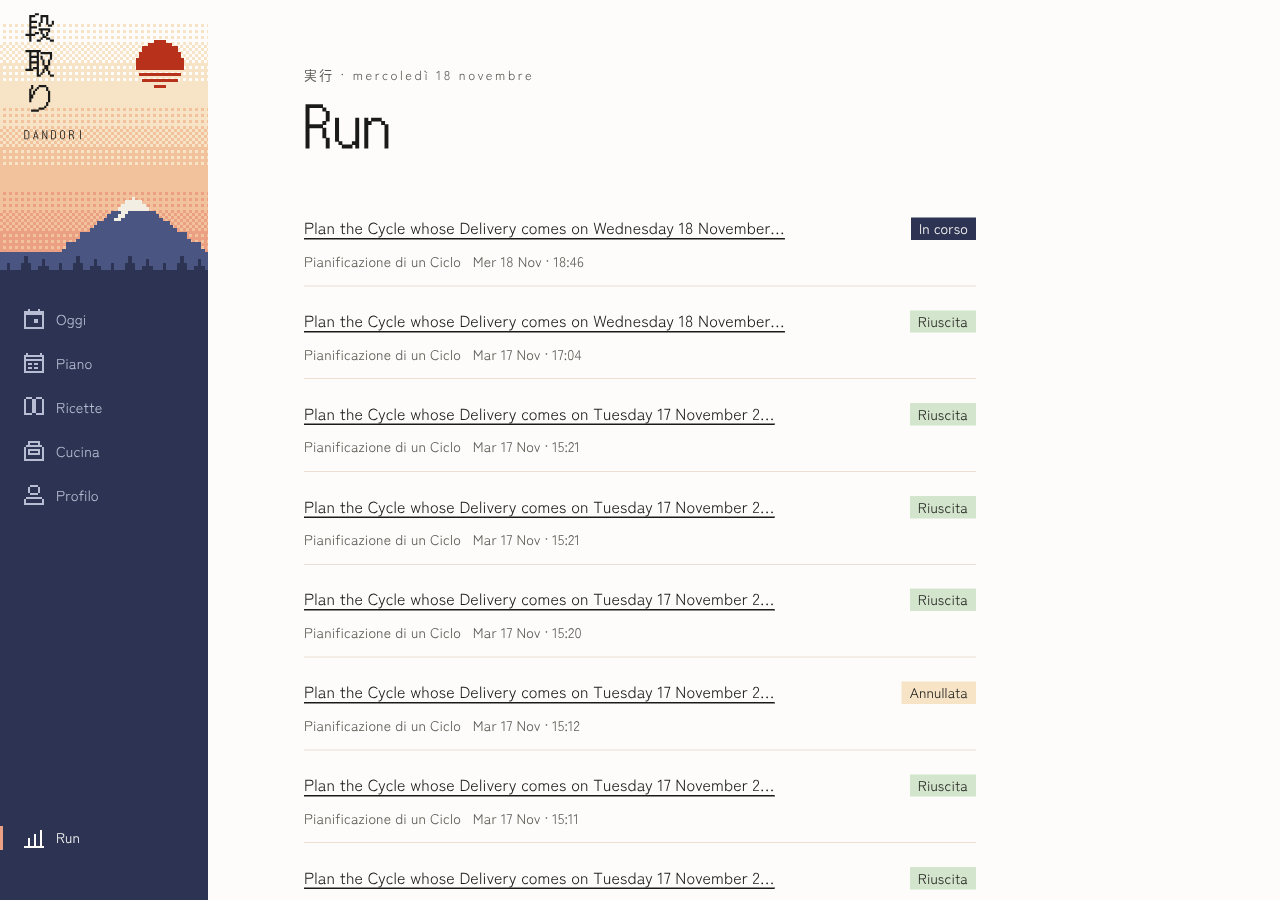 段取り
DANDORI
Oggi
Piano
Ricette
Cucina
Profilo
Run
実行 · mercoledì 18 novembre
Run
Plan the Cycle whose Delivery comes on Wednesday 18 November…
In corso
Pianificazione di un Ciclo Mer 18 Nov · 18:46
Plan the Cycle whose Delivery comes on Wednesday 18 November…
Riuscita
Pianificazione di un Ciclo Mar 17 Nov · 17:04
Plan the Cycle whose Delivery comes on Tuesday 17 November 2…
Riuscita
Pianificazione di un Ciclo Mar 17 Nov · 15:21
Plan the Cycle whose Delivery comes on Tuesday 17 November 2…
Riuscita
Pianificazione di un Ciclo Mar 17 Nov · 15:21
Plan the Cycle whose Delivery comes on Tuesday 17 November 2…
Riuscita
Pianificazione di un Ciclo Mar 17 Nov · 15:20
Plan the Cycle whose Delivery comes on Tuesday 17 November 2…
Annullata
Pianificazione di un Ciclo Mar 17 Nov · 15:12
Plan the Cycle whose Delivery comes on Tuesday 17 November 2…
Riuscita
Pianificazione di un Ciclo Mar 17 Nov · 15:11
Plan the Cycle whose Delivery comes on Tuesday 17 November 2…
Riuscita